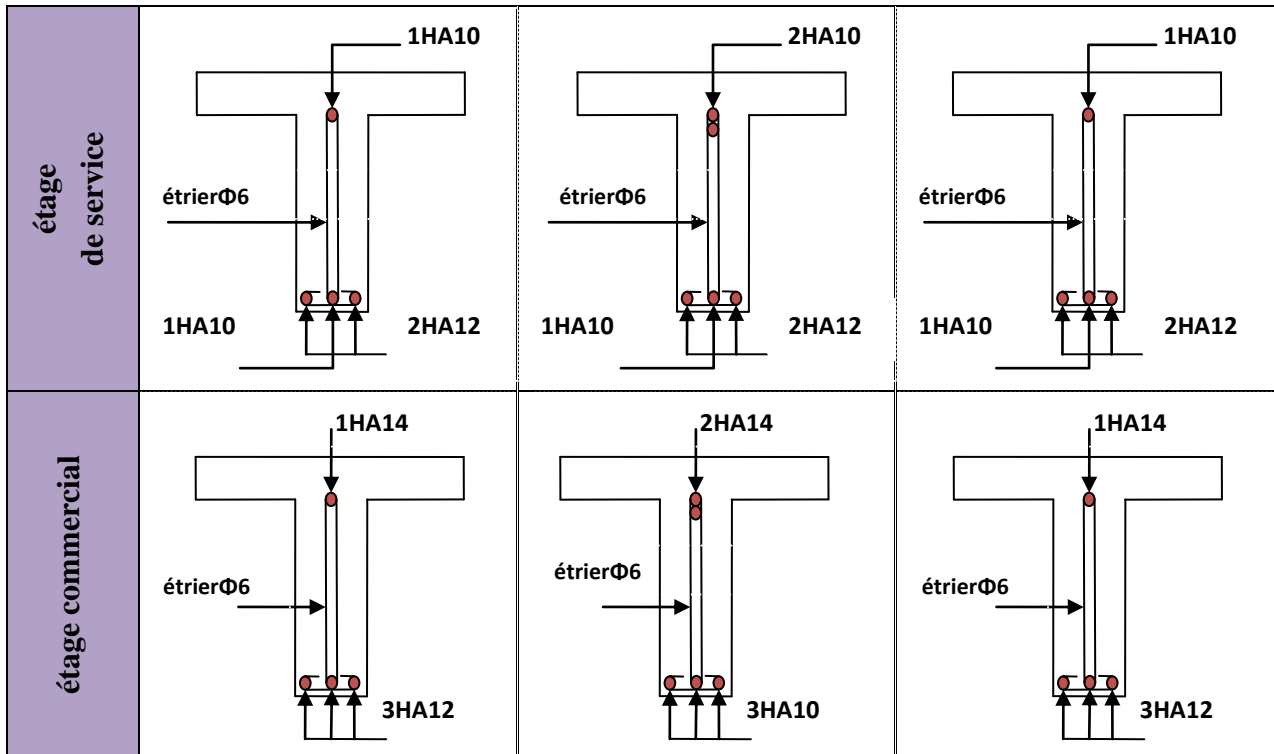 étage
de service
1HA10
étrierΦ6
1HA10
2HA12
2HA10
étrierΦ6
1HA10
2HA12
1HA10
étrierΦ6
1HA10
2HA12
étage commercial
1HA14
étrierΦ6
3HA12
2HA14
étrierΦ6
3HA10
1HA14
étrierΦ6
3HA12